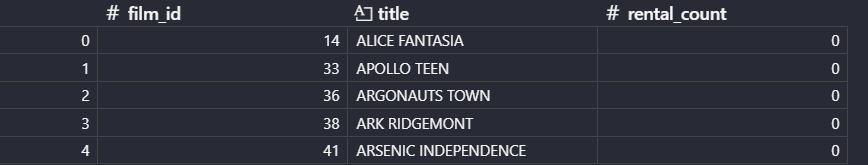 # film_id A title # rental_count
0 14 ALICE FANTASIA 0
1 33 APOLLO TEEN 0
2 36 ARGONAUTS TOWN 0
3 38 ARK RIDGEMONT 0
4 41 ARSENIC INDEPENDENCE 0